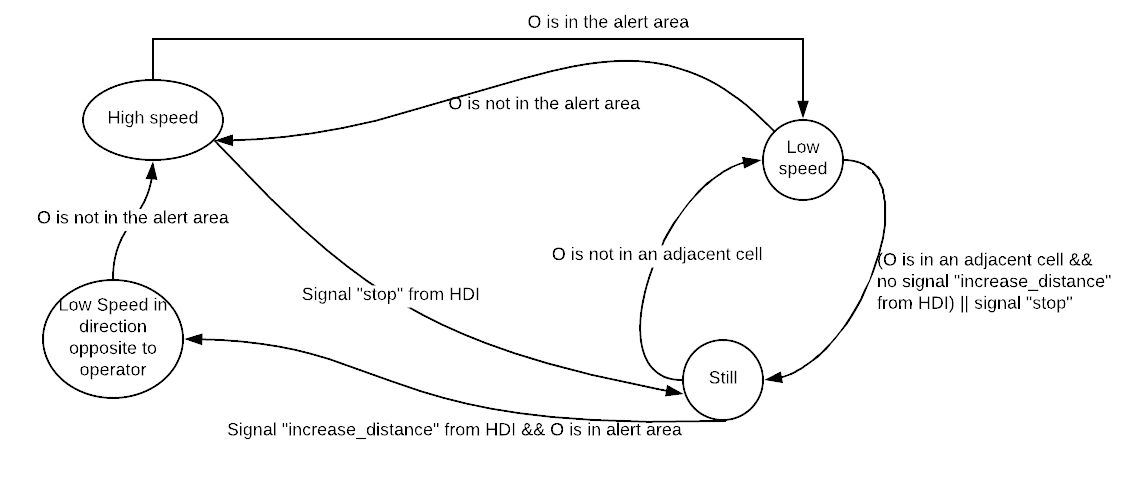 O is in the alert area
O is not in the alert area
High speed
Low
speed
O is not in the alert area
O is not in an adjacent cell
(O is in an adjacent cell &&
no signal "increase_distance"
from HDI) || signal "stop"
Signal "stop" from HDI
Low Speed in
direction
opposite to
operator
Still
Signal "increase_distance" from HDI && O is in alert area